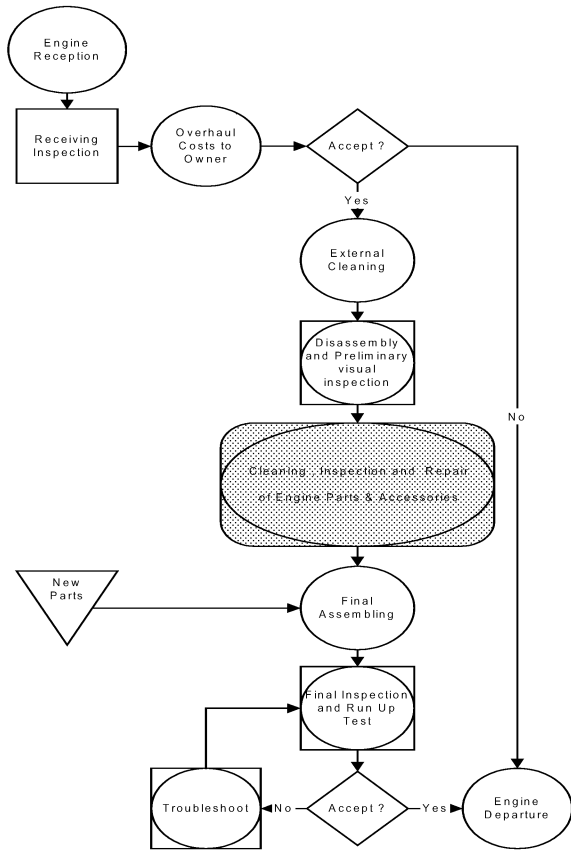 Engine
Reception
Receiving
Inspection
Overhaul
Costs to
Owner
Accept ?
Yes
External
Cleaning
Disassembly
and Preliminary
visual
inspection
No
Cleaning , Inspection and Repair
of Engine Parts & Accessories
New
Parts
Final
Assembling
Final Inspection
and Run Up
Test
Troubleshoot
No
Accept ?
Yes
Engine
Departure